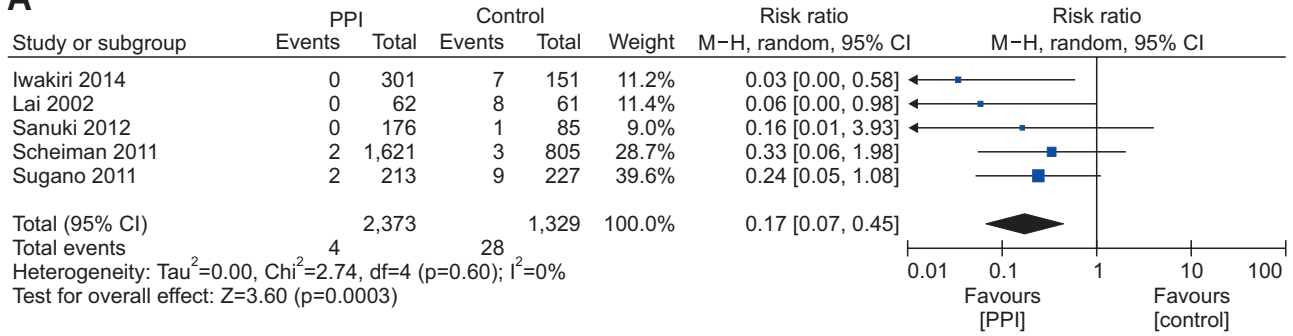 A
PPI Control Risk ratio Risk ratio
Study or subgroup Events Total Events Total Weight M–H, random, 95% CI M–H, random, 95% CI
Iwakiri 2014 0 301 7 151 11.2% 0.03 [0.00, 0.58]
Lai 2002 0 62 8 61 11.4% 0.06 [0.00, 0.98]
Sanuki 2012 0 176 1 85 9.0% 0.16 [0.01, 3.93]
Scheiman 2011 2 1,621 3 805 28.7% 0.33 [0.06, 1.98]
Sugano 2011 2 213 9 227 39.6% 0.24 [0.05, 1.08]
Total (95% CI) 2,373 1,329 100.0% 0.17 [0.07, 0.45]
Total events 4 28
Heterogeneity: Tau²=0.00, Chi²=2.74, df=4 (p=0.60); I²=0%
Test for overall effect: Z=3.60 (p=0.0003)
0.01 0.1 1 10 100
Favours Favours
[PPI] [control]